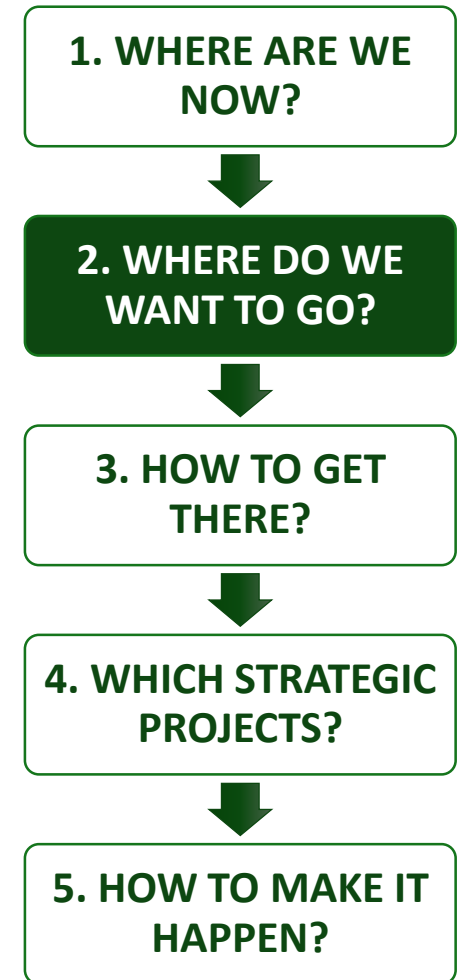 1. WHERE ARE WE
NOW?
2. WHERE DO WE
WANT TO GO?
3. HOW TO GET
THERE?
4. WHICH STRATEGIC
PROJECTS?
5. HOW TO MAKE IT
HAPPEN?